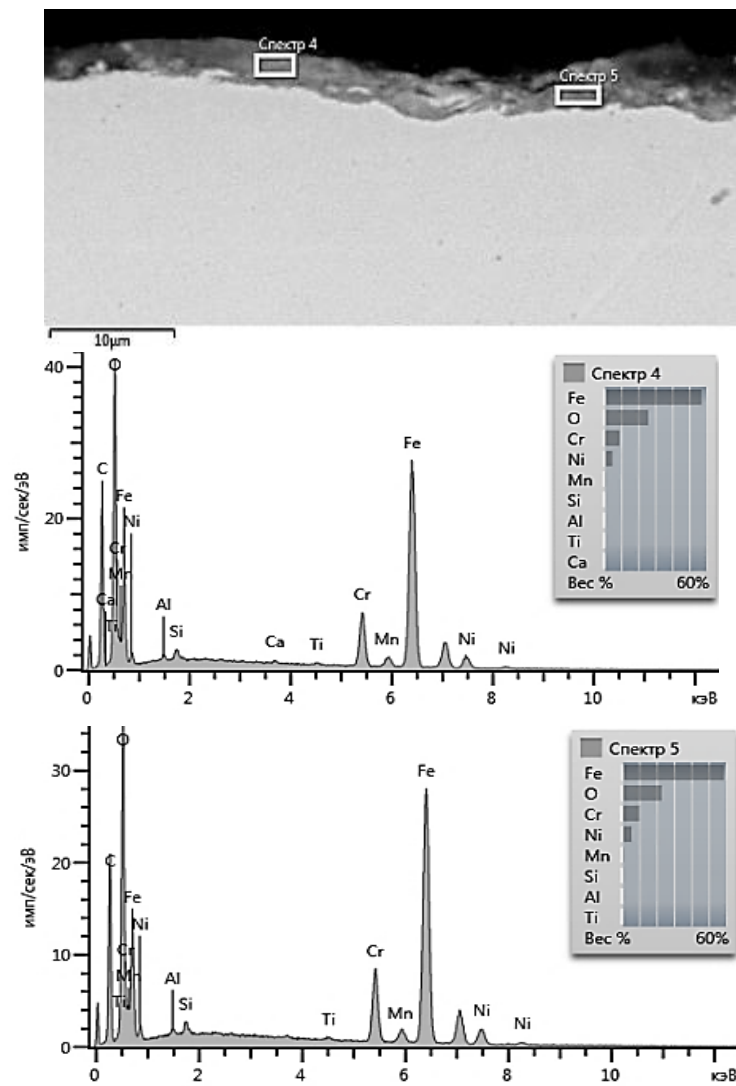 Спектр 4
Спектр 5
10µm
40
20
0
имп/сек/эВ
O
C
Fe
Ni
Cr
Mn
Ca
Ti
Al
Si
Ca
Ti
Cr
Mn
Fe
Ni
Ni
0 2 4 6 8 10 кэВ
Спектр 4
Fe
O
Cr
Ni
Mn
Si
Al
Ti
Ca
Вес % 60%
30
20
10
0
имп/сек/эВ
O
C
Fe
Ni
Cr
Mn
Ti
Al
Si
Ti
Cr
Mn
Fe
Ni
Ni
0 2 4 6 8 10 кэВ
Спектр 5
Fe
O
Cr
Ni
Mn
Si
Al
Ti
Вес % 60%